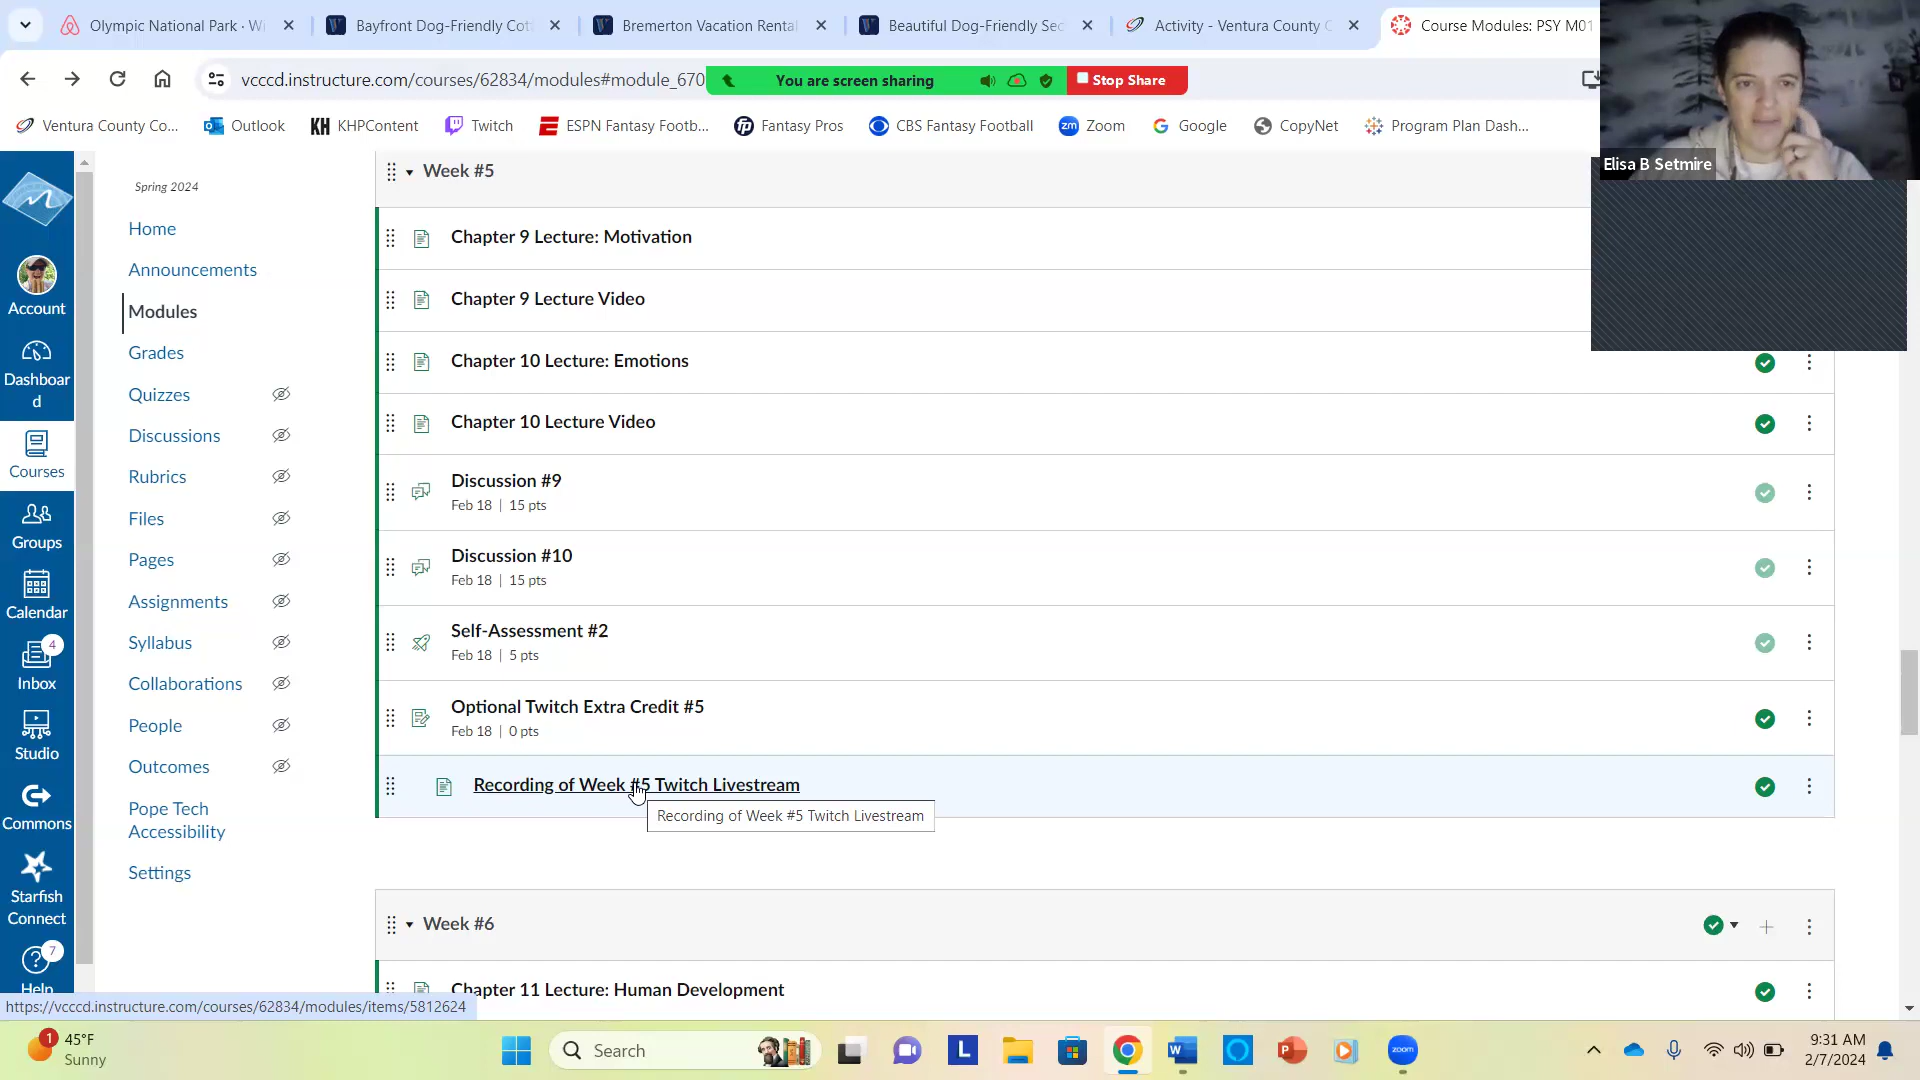 Olympic National Park · Wi
Bayfront Dog-Friendly Cot
Bremerton Vacation Rental
Beautiful Dog-Friendly Sec
Activity - Ventura County C
Course Modules: PSY M01
vcccd.instructure.com/courses/62834/modules#module_670
You are screen sharing
Stop Share
Ventura County Co...
Outlook
KH
KHPContent
Twitch
ESPN Fantasy Footb...
Fantasy Pros
CBS Fantasy Football
zm
Zoom
Google
CopyNet
Program Plan Dash...
Elisa B Setmire
Account
Dashboar
d
Courses
Groups
Calendar
4
Inbox
Studio
Commons
Starfish
Connect
7
Help
Spring 2024
Home
Announcements
Modules
Grades
Quizzes
Discussions
Rubrics
Files
Pages
Assignments
Syllabus
Collaborations
People
Outcomes
Pope Tech
Accessibility
Settings
Week #5
Chapter 9 Lecture: Motivation
Chapter 9 Lecture Video
Chapter 10 Lecture: Emotions
Chapter 10 Lecture Video
Discussion #9
Feb 18 | 15 pts
Discussion #10
Feb 18 | 15 pts
Self-Assessment #2
Feb 18 | 5 pts
Optional Twitch Extra Credit #5
Feb 18 | 0 pts
Recording of Week #5 Twitch Livestream
Recording of Week #5 Twitch Livestream
Week #6
Chapter 11 Lecture: Human Development
https://vcccd.instructure.com/courses/62834/modules/items/5812624
1
45°F
Sunny
Search
L
W
P
zoom
9:31 AM
2/7/2024